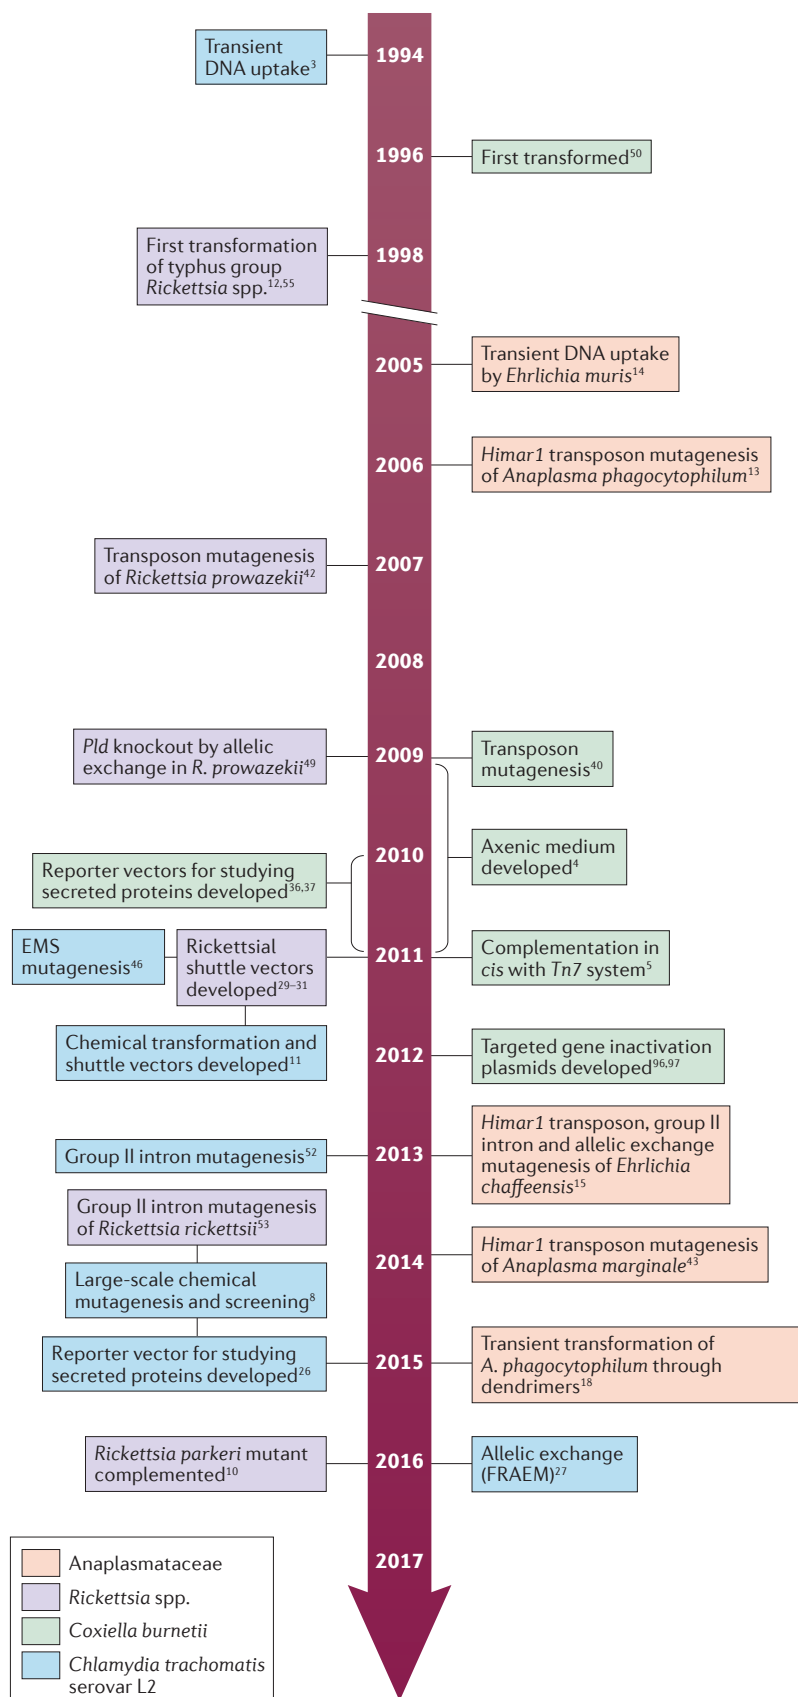 Transient
DNA uptake³
1994
1996
First transformed⁵⁰
First transformation
of typhus group
Rickettsia spp.¹²,⁵⁵
1998
2005
Transient DNA uptake
by Ehrlichia muris¹⁴
2006
Himar1 transposon mutagenesis
of Anaplasma phagocytophilum¹³
Transposon mutagenesis
of Rickettsia prowazekii⁴²
2007
2008
Pld knockout by allelic
exchange in R. prowazekii⁴⁹
2009
Transposon
mutagenesis⁴⁰
Reporter vectors for studying
secreted proteins developed³⁶,³⁷
2010
Axenic medium
developed⁴
EMS
mutagenesis⁴⁶
Rickettsial
shuttle vectors
developed²⁹⁻³¹
2011
Complementation in
cis with Tn7 system⁵
Chemical transformation and
shuttle vectors developed¹¹
2012
Targeted gene inactivation
plasmids developed⁹⁶,⁹⁷
Group II intron mutagenesis⁵²
2013
Himar1 transposon, group II
intron and allelic exchange
mutagenesis of Ehrlichia
chaffeensis¹⁵
Group II intron mutagenesis
of Rickettsia rickettsii⁵³
2014
Himar1 transposon mutagenesis
of Anaplasma marginale⁴³
Large-scale chemical
mutagenesis and screening⁸
Reporter vector for studying
secreted proteins developed²⁶
2015
Transient transformation of
A. phagocytophilum through
dendrimers¹⁸
Rickettsia parkeri mutant
complemented¹⁰
2016
Allelic exchange
(FRAEM)²⁷
2017
Anaplasmataceae
Rickettsia spp.
Coxiella burnetii
Chlamydia trachomatis
serovar L2